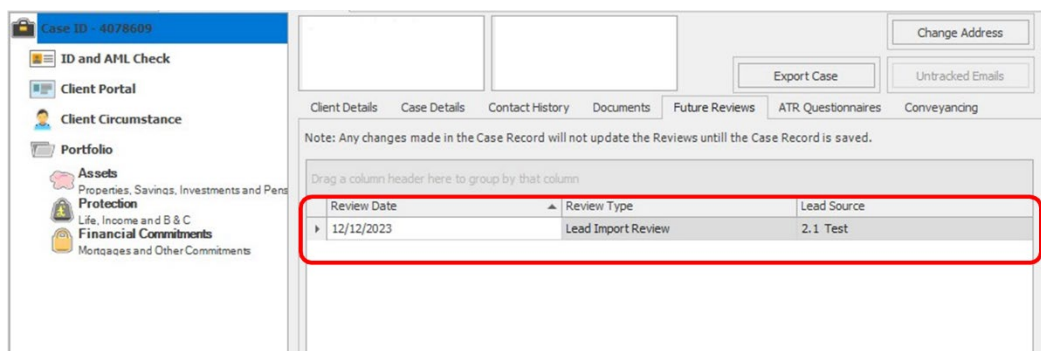 Case ID - 4078609
ID and AML Check
Client Portal
Client Circumstance
Portfolio
Assets
Properties, Savings, Investments and Pens
Protection
Life, Income and B & C
Financial Commitments
Mortgages and Other Commitments
Change Address
Export Case
Untracked Emails
Client Details Case Details Contact History Documents Future Reviews ATR Questionnaires Conveyancing
Note: Any changes made in the Case Record will not update the Reviews untill the Case Record is saved.
Drag a column header here to group by that column
Review Date Review Type Lead Source
12/12/2023 Lead Import Review 2.1 Test